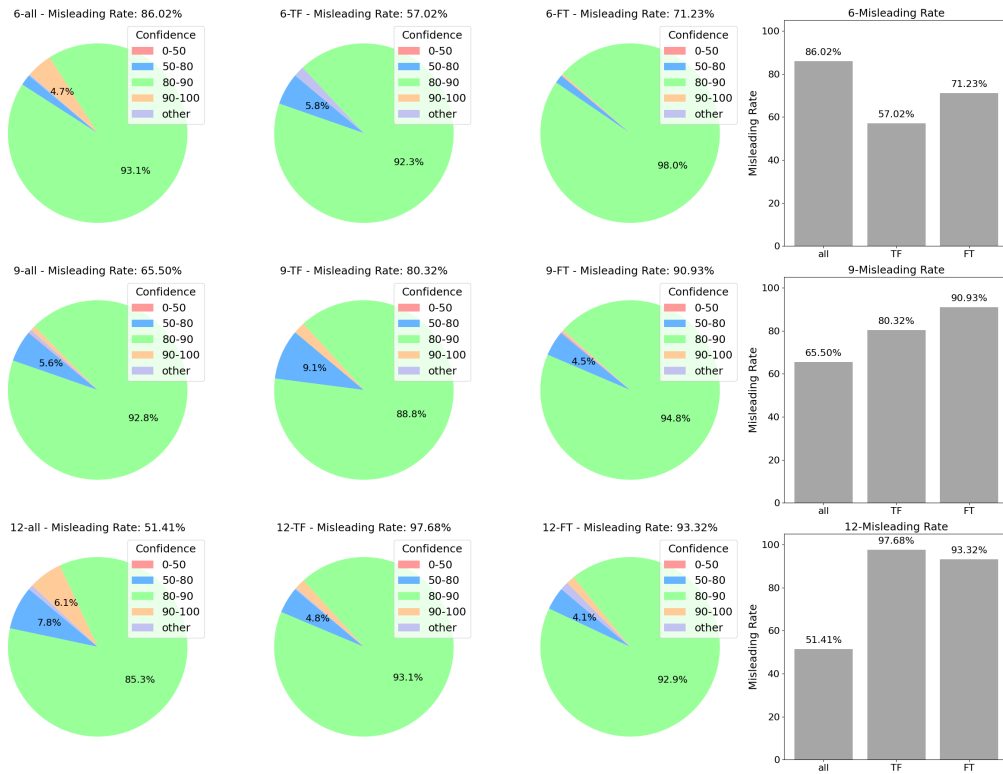 6-all - Misleading Rate: 86.02%
Confidence
0-50
50-80
80-90
90-100
other
4.7%
93.1%
6-TF - Misleading Rate: 57.02%
Confidence
0-50
50-80
80-90
90-100
other
5.8%
92.3%
6-FT - Misleading Rate: 71.23%
Confidence
0-50
50-80
80-90
90-100
other
98.0%
6-Misleading Rate
Misleading Rate
100
80
60
40
20
0
86.02%
57.02%
71.23%
all
TF
FT
9-all - Misleading Rate: 65.50%
Confidence
0-50
50-80
80-90
90-100
other
5.6%
92.8%
9-TF - Misleading Rate: 80.32%
Confidence
0-50
50-80
80-90
90-100
other
9.1%
88.8%
9-FT - Misleading Rate: 90.93%
Confidence
0-50
50-80
80-90
90-100
other
4.5%
94.8%
9-Misleading Rate
Misleading Rate
100
80
60
40
20
0
65.50%
80.32%
90.93%
all
TF
FT
12-all - Misleading Rate: 51.41%
Confidence
0-50
50-80
80-90
90-100
other
6.1%
7.8%
85.3%
12-TF - Misleading Rate: 97.68%
Confidence
0-50
50-80
80-90
90-100
other
4.8%
93.1%
12-FT - Misleading Rate: 93.32%
Confidence
0-50
50-80
80-90
90-100
other
4.1%
92.9%
12-Misleading Rate
Misleading Rate
100
80
60
40
20
0
51.41%
97.68%
93.32%
all
TF
FT